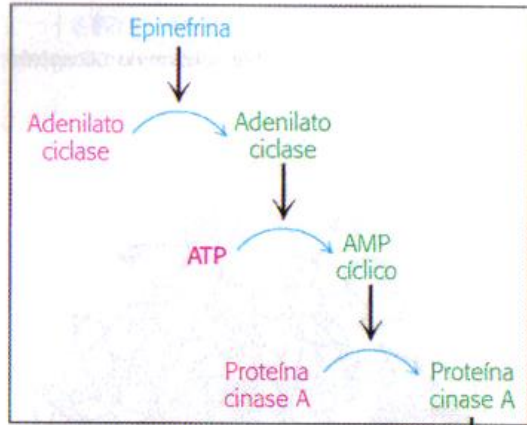 Epinefrina
Adenilato
ciclase
Adenilato
ciclase
ATP
AMP
cíclico
Proteína
cinase A
Proteína
cinase A